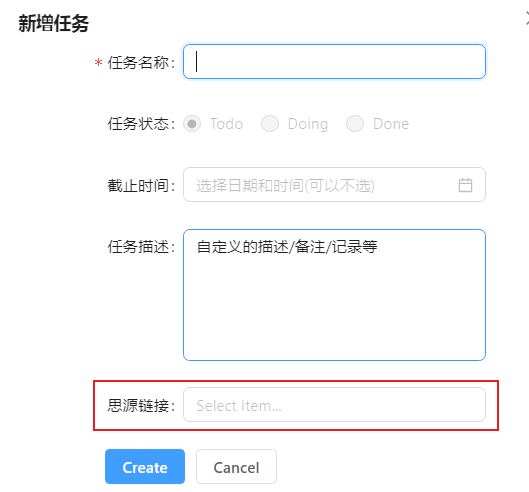 新增任务
* 任务名称:
任务状态: Todo Doing Done
截止时间: 选择日期和时间(可以不选)
任务描述: 自定义的描述/备注/记录等
思源链接: Select Item...
Create Cancel